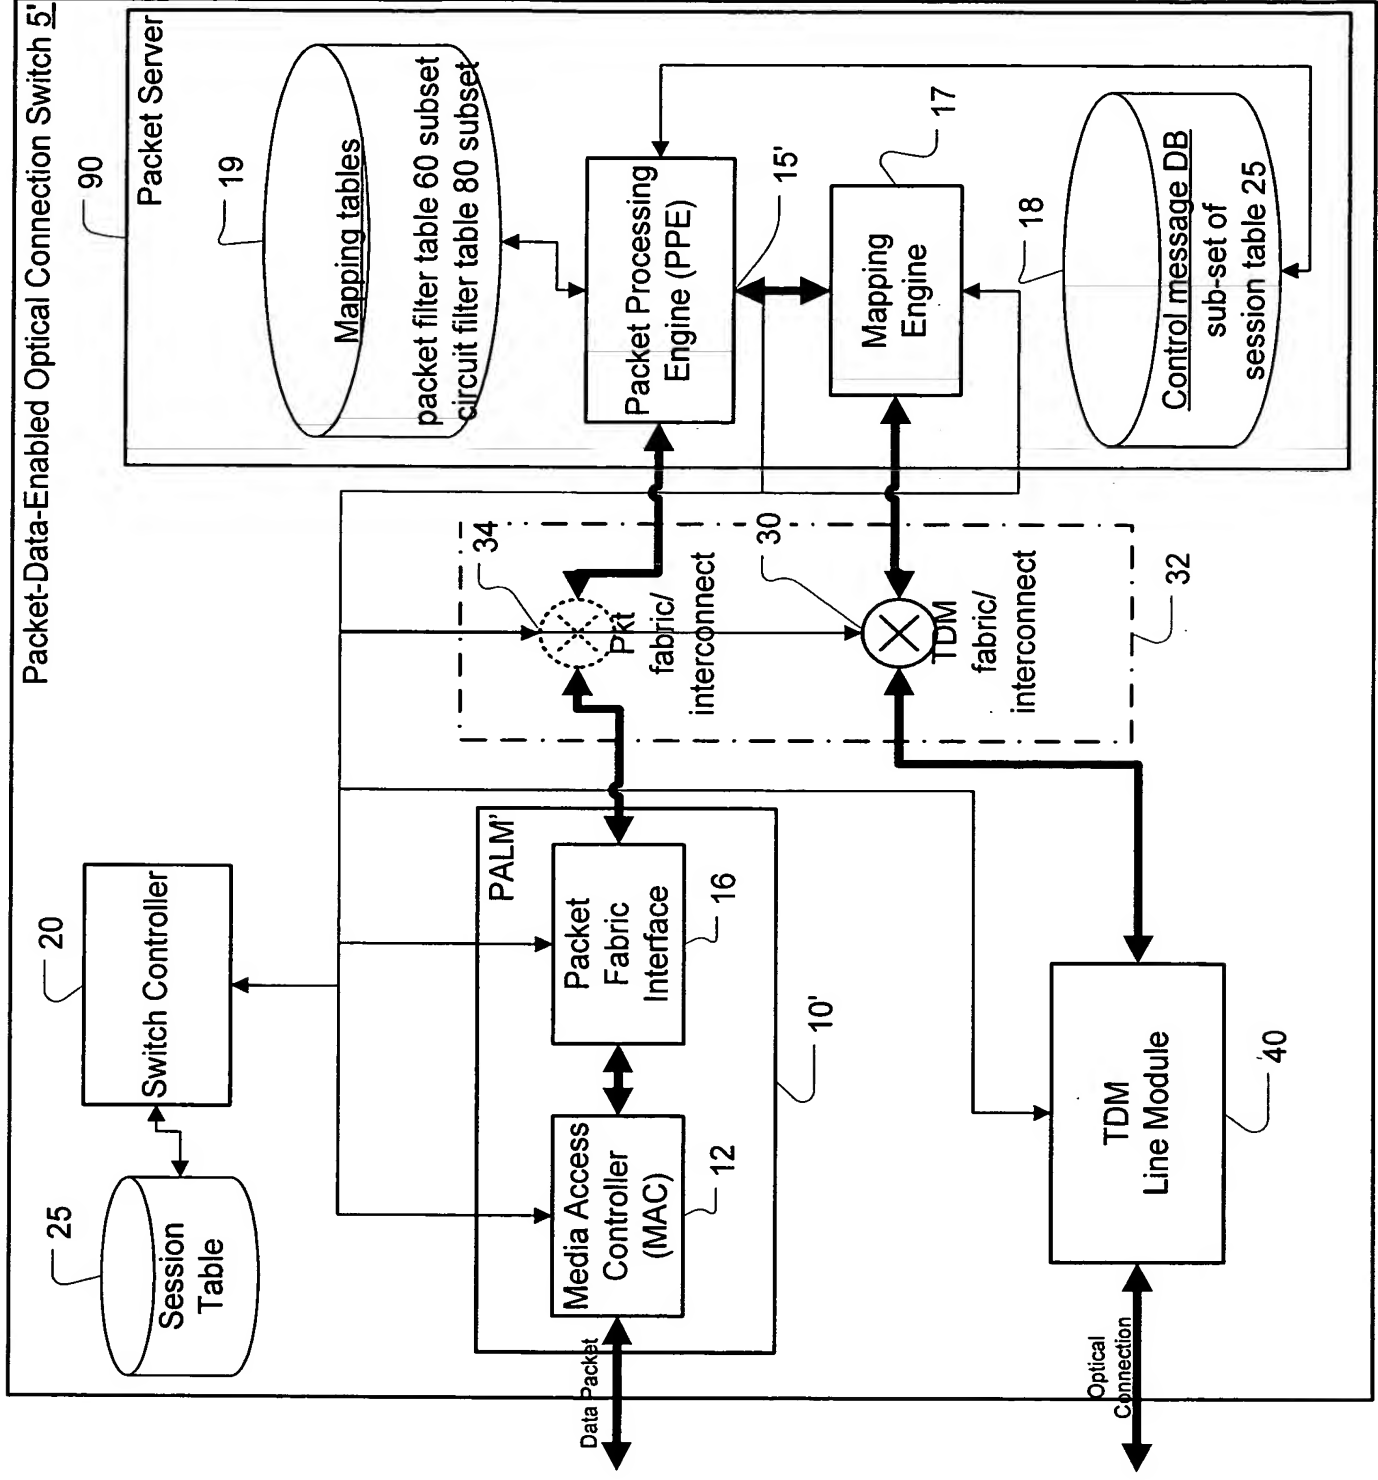 Packet-Data-Enabled Optical Connection Switch 5'
25
Session
Table
20
Switch Controller
90
Packet Server
19
Mapping tables
packet filter table 60 subset
circuit filter table 80 subset
Data Packet
PALM'
Media Access
Controller
(MAC)
12
Packet
Fabric
Interface
16
10'
34
Pkt
fabric/
interconnect
30
TDM
fabric/
interconnect
32
Packet Processing
Engine (PPE)
15'
Mapping
Engine
17
18
Control message DB
sub-set of
session table 25
Optical
Connection
TDM
Line Module
40